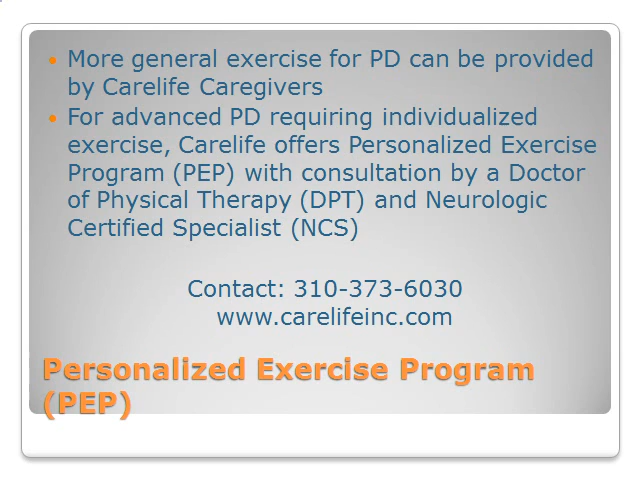 More general exercise for PD can be provided
by Carelife Caregivers
For advanced PD requiring individualized
exercise, Carelife offers Personalized Exercise
Program (PEP) with consultation by a Doctor
of Physical Therapy (DPT) and Neurologic
Certified Specialist (NCS)
Contact: 310-373-6030
www.carelifeinc.com
Personalized Exercise Program
(PEP)